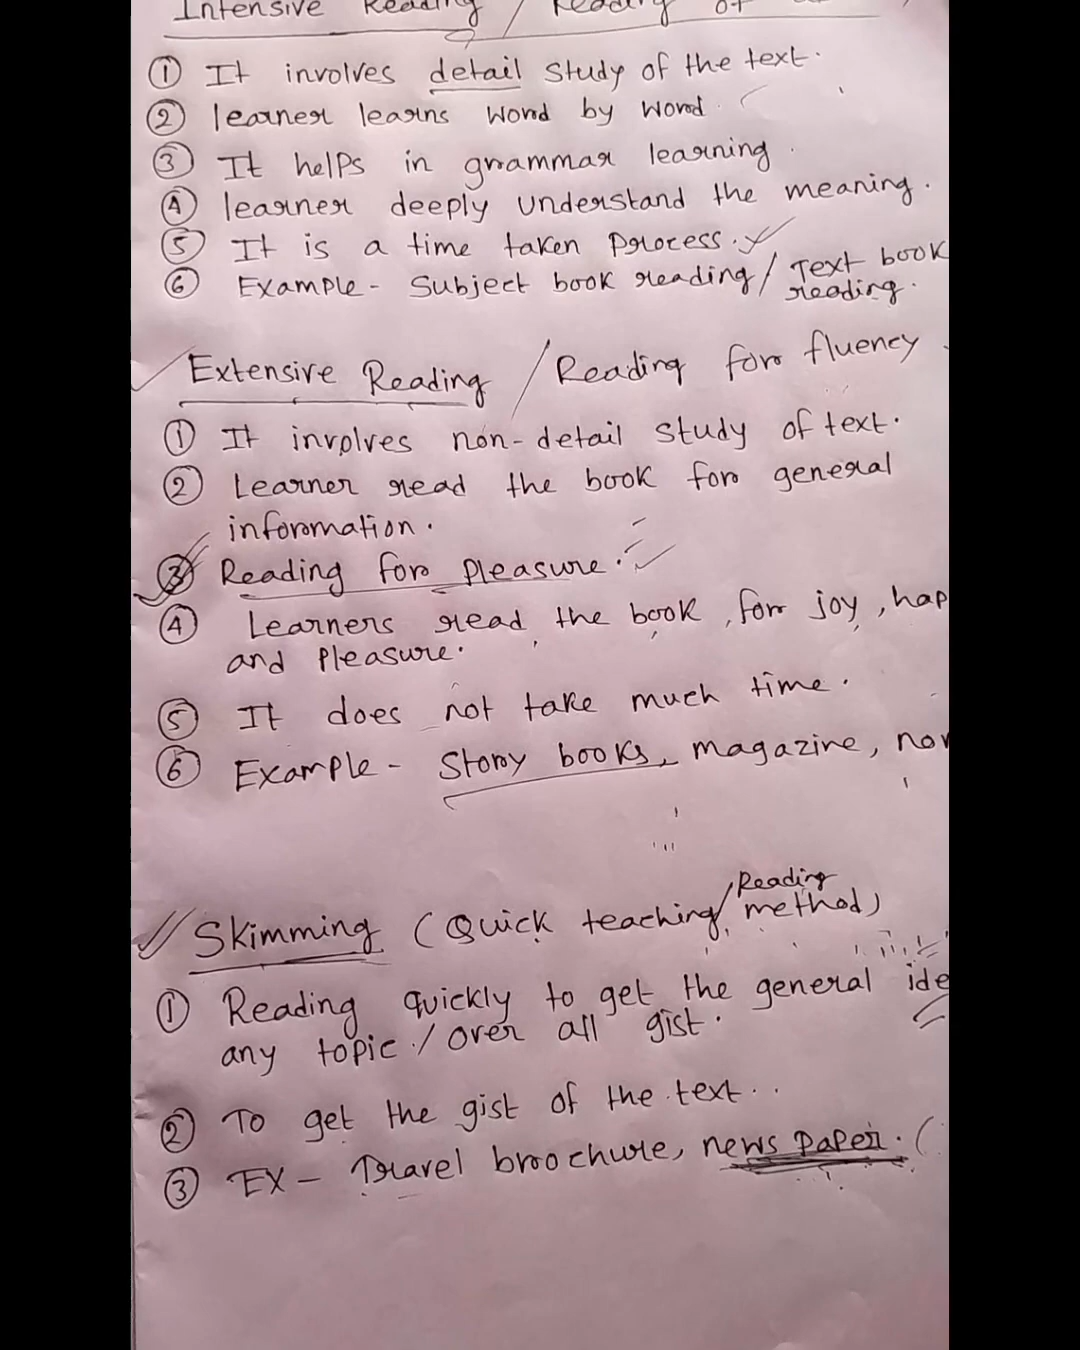 Intensive Reading / Reading of
① It involves detail study of the text.
② learner learns word by word.
③ It helps in grammar learning.
④ learner deeply understand the meaning.
⑤ It is a time taken process.
⑥ Example - Subject book reading / Text book
reading.
Extensive Reading / Reading for fluency
① It involves non-detail study of text.
② Learner read the book for general
information.
③ Reading for pleasure.
④ Learners read the book, for joy, hap
and pleasure.
⑤ It does not take much time.
⑥ Example - Story books, magazine, nov
Reading
Skimming (Quick teaching / method)
① Reading quickly to get the general ide
any topic. / over all gist.
② To get the gist of the text..
③ EX - Travel broochure, news paper. (